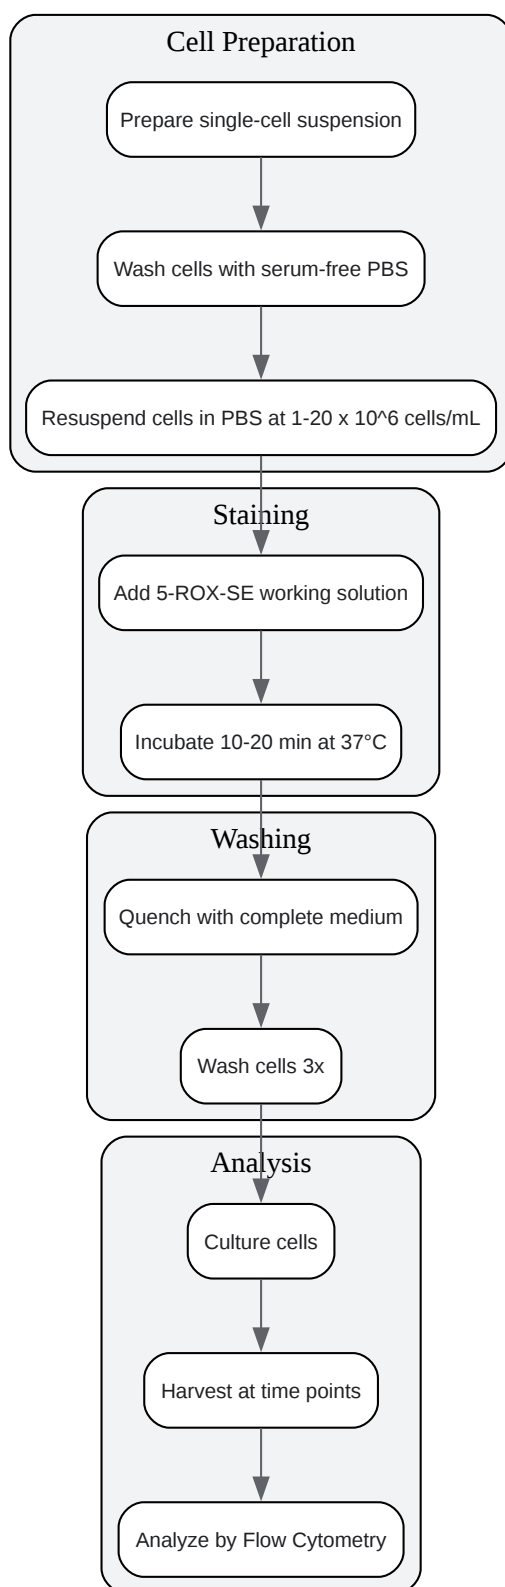 Cell Preparation
Prepare single-cell suspension
Wash cells with serum-free PBS
Resuspend cells in PBS at 1-20 x 10^6 cells/mL
Staining
Add 5-ROX-SE working solution
Incubate 10-20 min at 37°C
Washing
Quench with complete medium
Wash cells 3x
Analysis
Culture cells
Harvest at time points
Analyze by Flow Cytometry